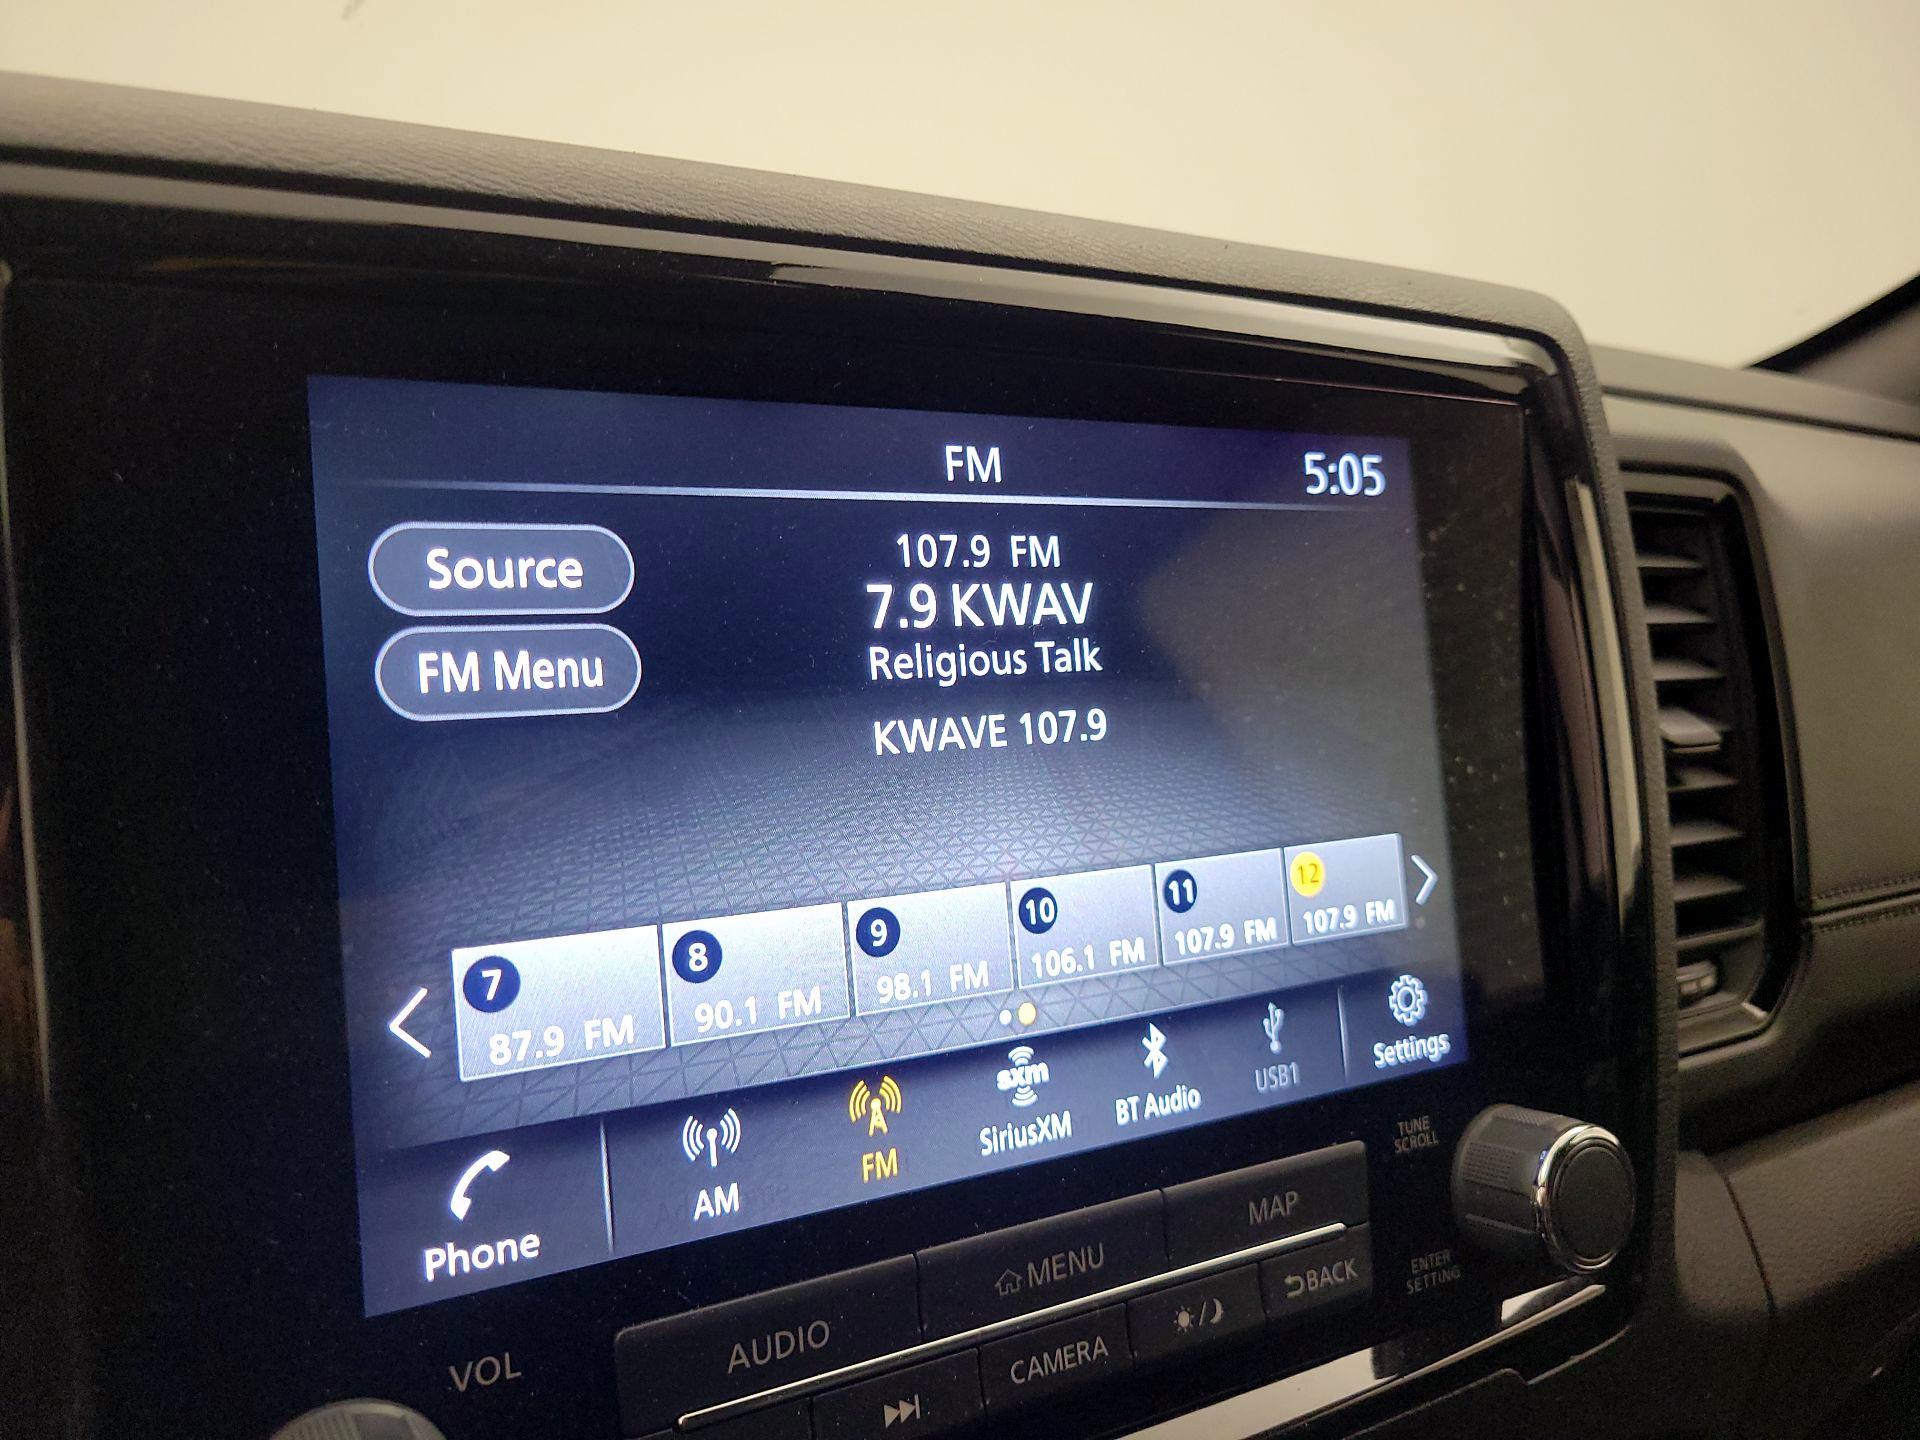 FM
5:05
Source
107.9 FM
7.9 KWAV
FM Menu
Religious Talk
KWAVE 107.9
7
87.9 FM
8
90.1 FM
9
98.1 FM
10
106.1 FM
11
107.9 FM
12
107.9 FM
Phone
AM
FM
sxm
SiriusXM
BT Audio
USB1
Settings
TUNE
SCROLL
VOL
AUDIO
MENU
MAP
CAMERA
BACK
ENTER
SETTING